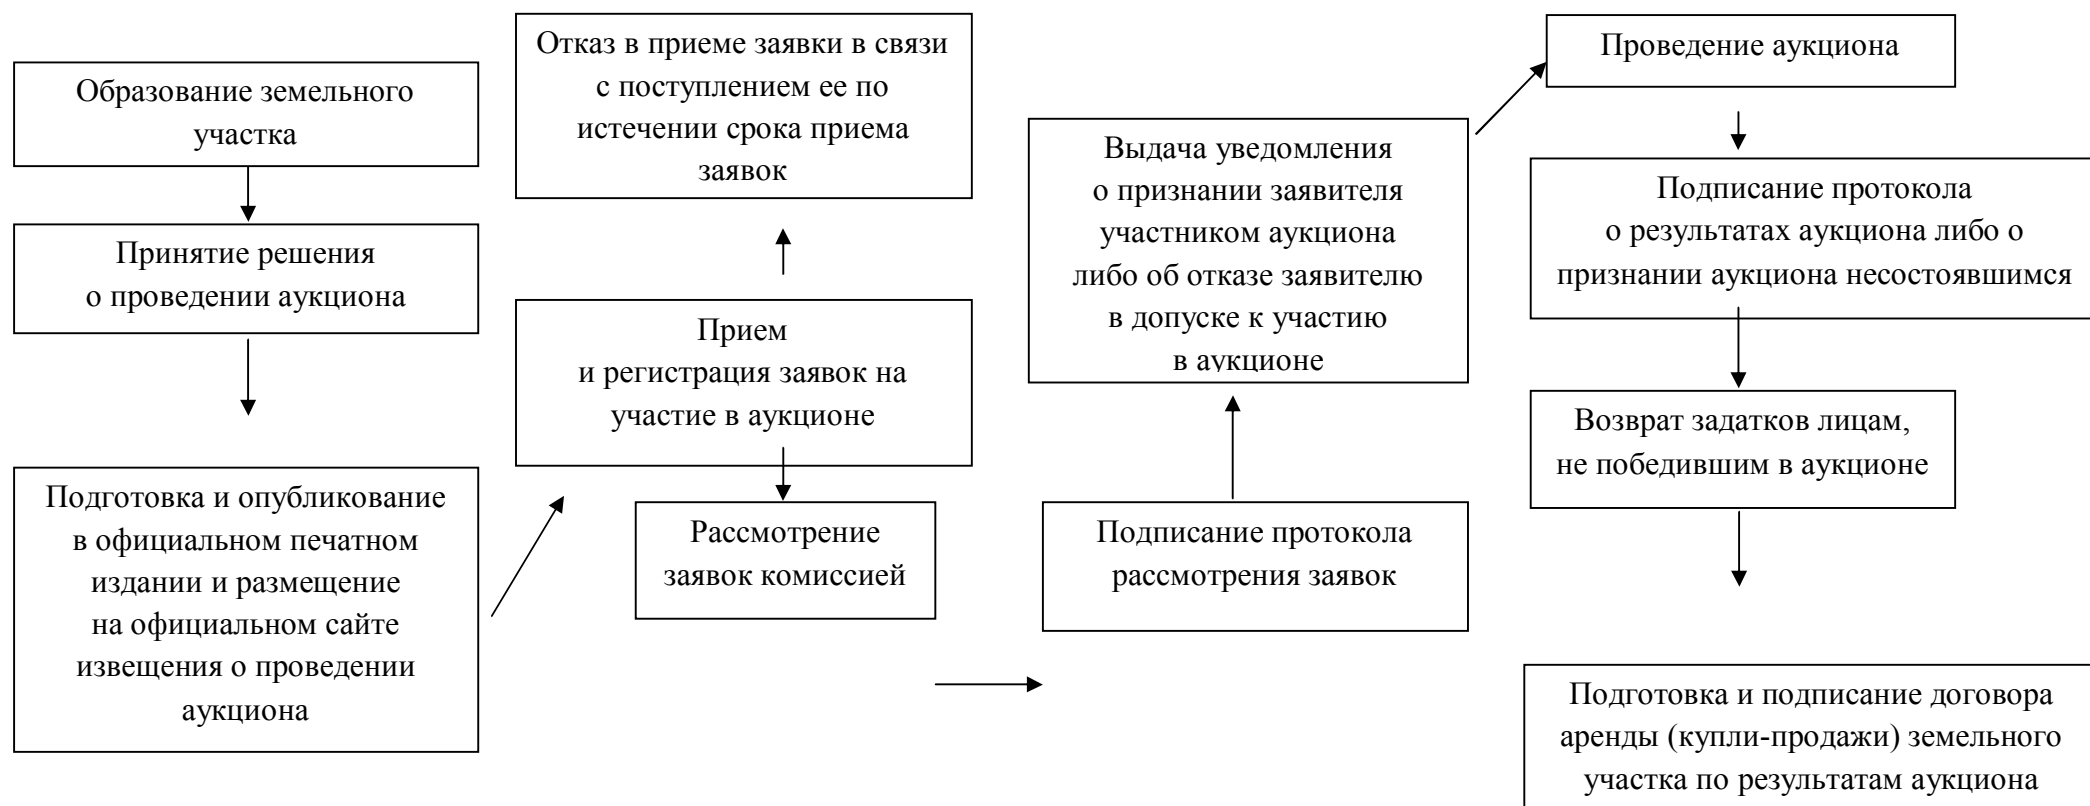 Образование земельного
участка
Принятие решения
о проведении аукциона
Подготовка и опубликование
в официальном печатном
издании и размещение
на официальном сайте
извещения о проведении
аукциона
Отказ в приеме заявки в связи
с поступлением ее по
истечении срока приема
заявок
Прием
и регистрация заявок на
участие в аукционе
Рассмотрение
заявок комиссией
Выдача уведомления
о признании заявителя
участником аукциона
либо об отказе заявителю
в допуске к участию
в аукционе
Подписание протокола
рассмотрения заявок
Проведение аукциона
Подписание протокола
о результатах аукциона либо о
признании аукциона несостоявшимся
Возврат задатков лицам,
не победившим в аукционе
Подготовка и подписание договора
аренды (купли-продажи) земельного
участка по результатам аукциона